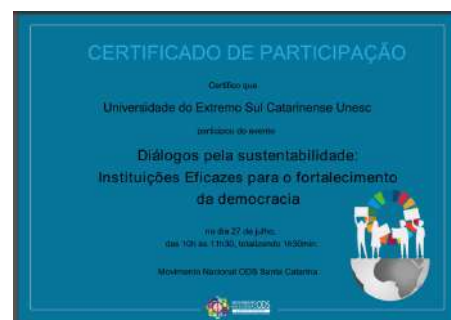 CERTIFICADO DE PARTICIPAÇÃO
Certifico que
Universidade do Extremo Sul Catarinense Unesc
participou do evento
Diálogos pela sustentabilidade:
Instituições Eficazes para o fortalecimento
da democracia
no dia 27 de julho,
das 10h às 11h30, totalizando 1h30min.
Movimento Nacional ODS Santa Catarina
ODS